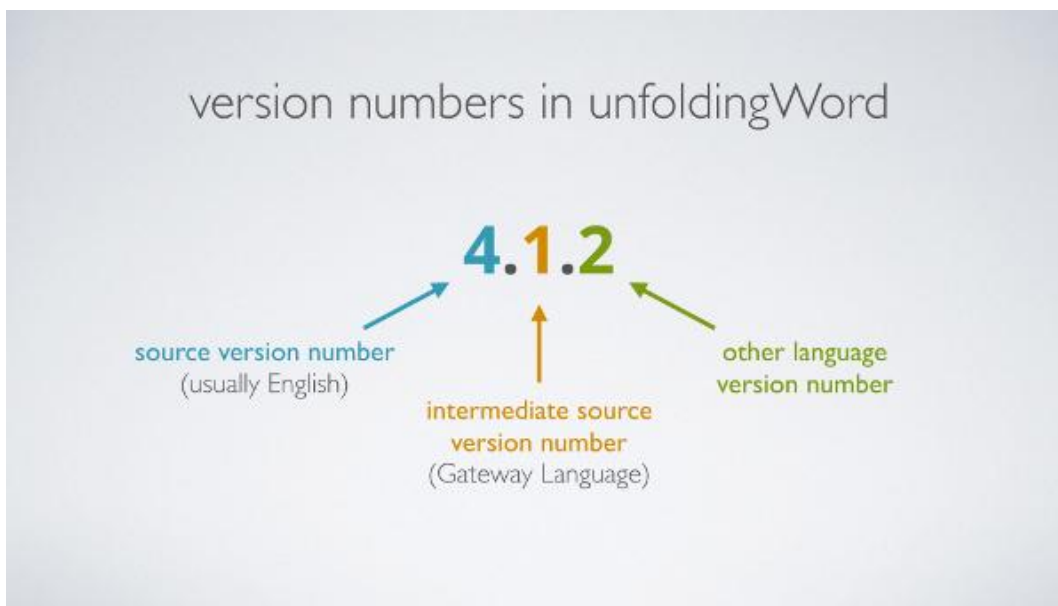 version numbers in unfoldingWord
4.1.2
source version number
(usually English)
intermediate source
version number
(Gateway Language)
other language
version number